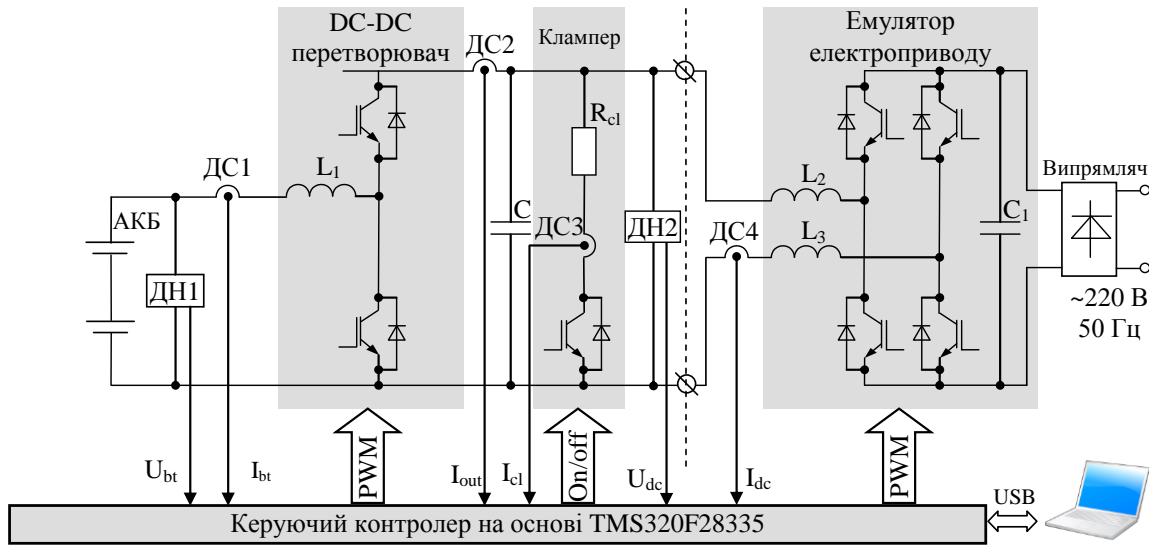 DC-DC
перетворювач
ДС2
Клампер
Емулятор
електроприводу
R_cl
ДС1
L_1
Випрямляч
АКБ
C
ДС3
ДН2
ДС4
L_2
L_3
C_1
ДН1
~220 В
50 Гц
U_bt
I_bt
PWM
I_out
I_cl
On/off
U_dc
I_dc
PWM
USB
Керуючий контролер на основі TMS320F28335